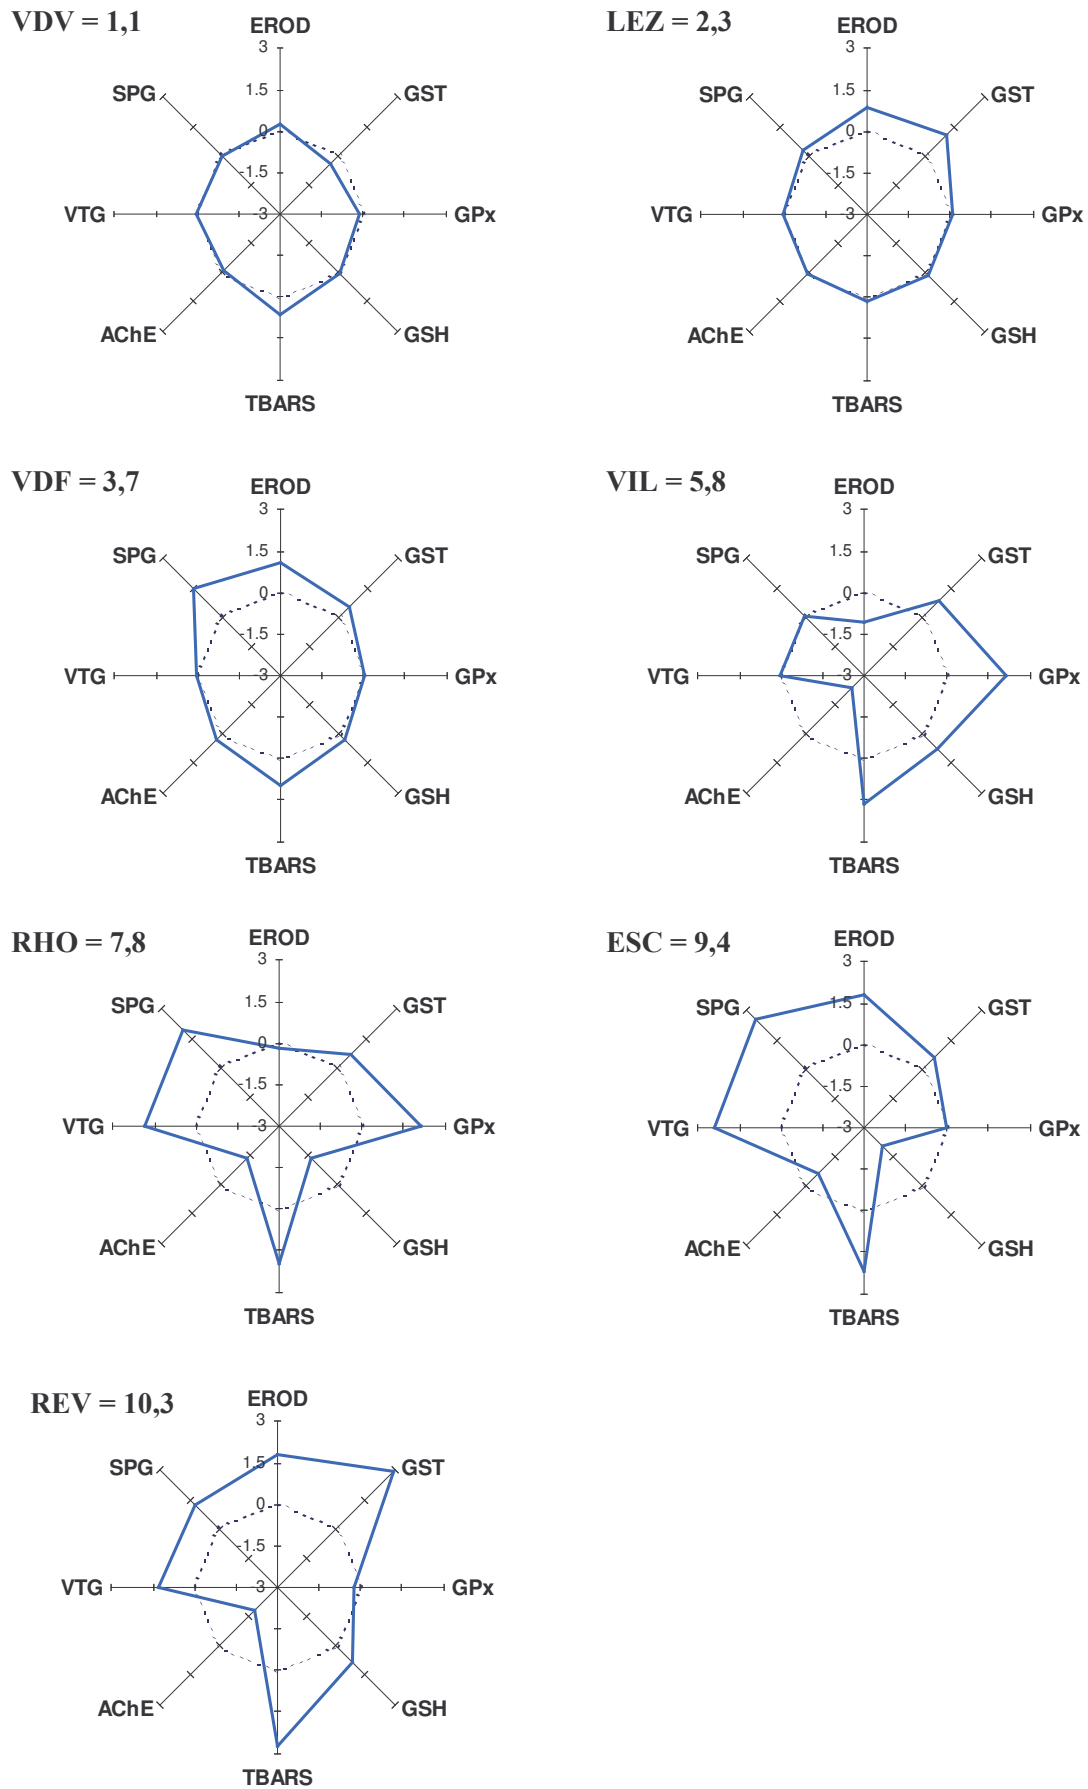 VDV = 1,1
EROD
3
SPG
1.5
GST
0
-1.5
VTG
-3
GPx
AChE
GSH
TBARS
LEZ = 2,3
EROD
3
SPG
1.5
GST
0
-1.5
VTG
-3
GPx
AChE
GSH
TBARS
VDF = 3,7
EROD
3
SPG
1.5
GST
0
-1.5
VTG
-3
GPx
AChE
GSH
TBARS
VIL = 5,8
EROD
3
SPG
1.5
GST
0
-1.5
VTG
-3
GPx
AChE
GSH
TBARS
RHO = 7,8
EROD
3
SPG
1.5
GST
0
-1.5
VTG
-3
GPx
AChE
GSH
TBARS
ESC = 9,4
EROD
3
SPG
1.5
GST
0
-1.5
VTG
-3
GPx
AChE
GSH
TBARS
REV = 10,3
EROD
3
SPG
1.5
GST
0
-1.5
VTG
-3
GPx
AChE
GSH
TBARS